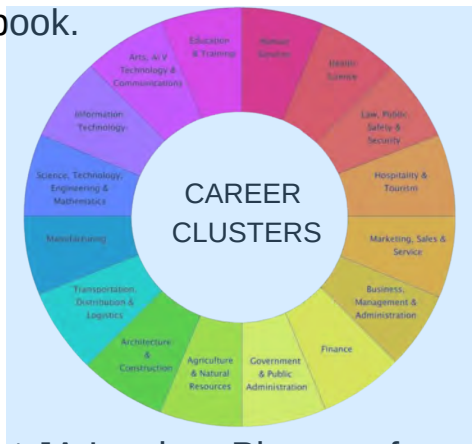 book.
Education
& Training
Human
Services
Health
Science
Law, Public
Safety &
Security
Hospitality &
Tourism
Marketing, Sales &
Service
Business,
Management &
Administration
Finance
Government
& Public
Administration
Agriculture
& Natural
Resources
Architecture
&
Construction
Transportation,
Distribution &
Logistics
Manufacturing
Science, Technology,
Engineering &
Mathematics
Information
Technology
Arts, A/V
Technology &
Communications
CAREER
CLUSTERS